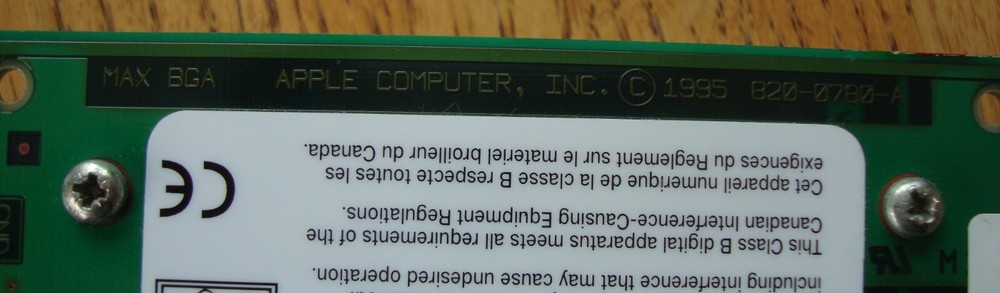 MAX BGA APPLE COMPUTER, INC. © 1995 820-0780-A
including interference that may cause undesired operation.
This Class B digital apparatus meets all requirements of the
Canadian Interference-Causing Equipment Regulations.
Cet appareil numerique de la classe B respecte toutes les
exigences du Reglement sur le materiel broilleur du Canada.
CE
M